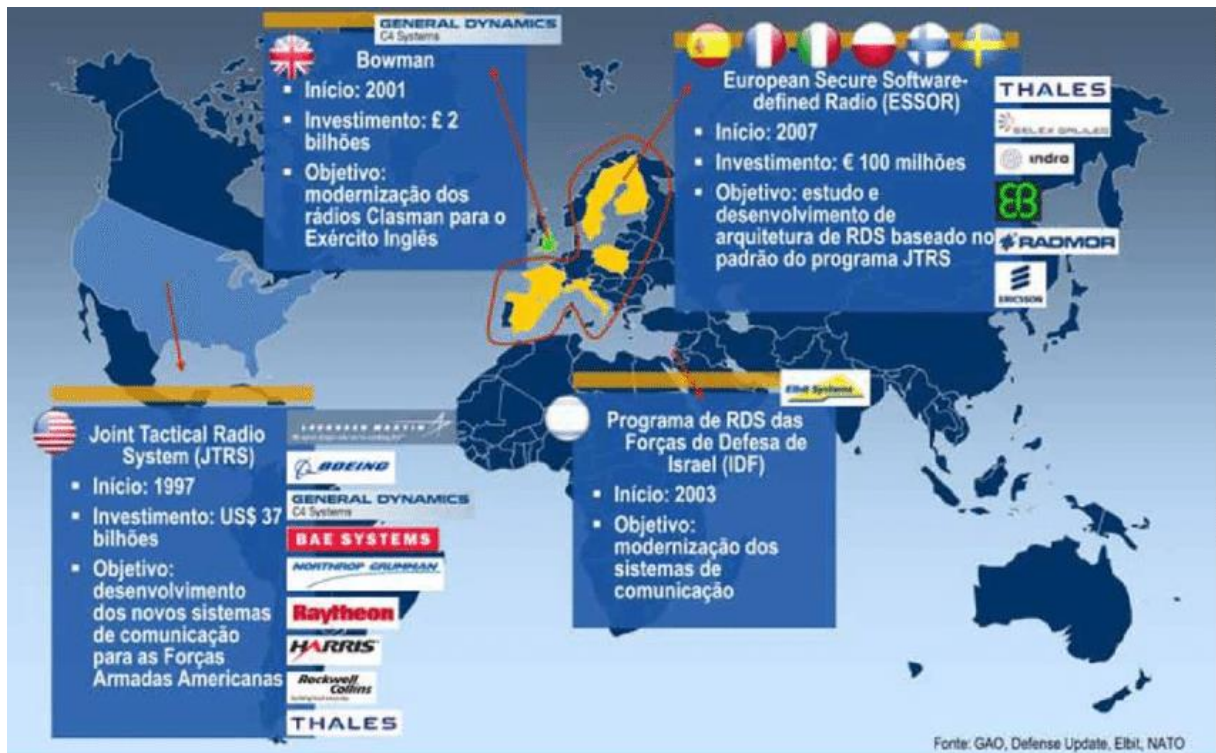 GENERAL DYNAMICS
C4 Systems
Bowman
▪ Início: 2001
▪ Investimento: £ 2
bilhões
▪ Objetivo:
modernização dos
rádios Clasman para o
Exército Inglês
European Secure Software-
defined Radio (ESSOR)
▪ Início: 2007
▪ Investimento: € 100 milhões
▪ Objetivo: estudo e
desenvolvimento de
arquitetura de RDS baseado no
padrão do programa JTRS
THALES
SELEX GALILEO
indra
EB
RADMOR
ERICSSON
Joint Tactical Radio
System (JTRS)
▪ Início: 1997
▪ Investimento: US$ 37
bilhões
▪ Objetivo:
desenvolvimento
dos novos sistemas
de comunicação
para as Forças
Armadas Americanas
LOCKHEED MARTIN
BOEING
GENERAL DYNAMICS
C4 Systems
BAE SYSTEMS
NORTHROP GRUMMAN
Raytheon
HARRIS
Rockwell
Collins
THALES
Elbit Systems
Programa de RDS das
Forças de Defesa de
Israel (IDF)
▪ Início: 2003
▪ Objetivo:
modernização dos
sistemas de
comunicação
Fonte: GAO, Defense Update, Elbit, NATO